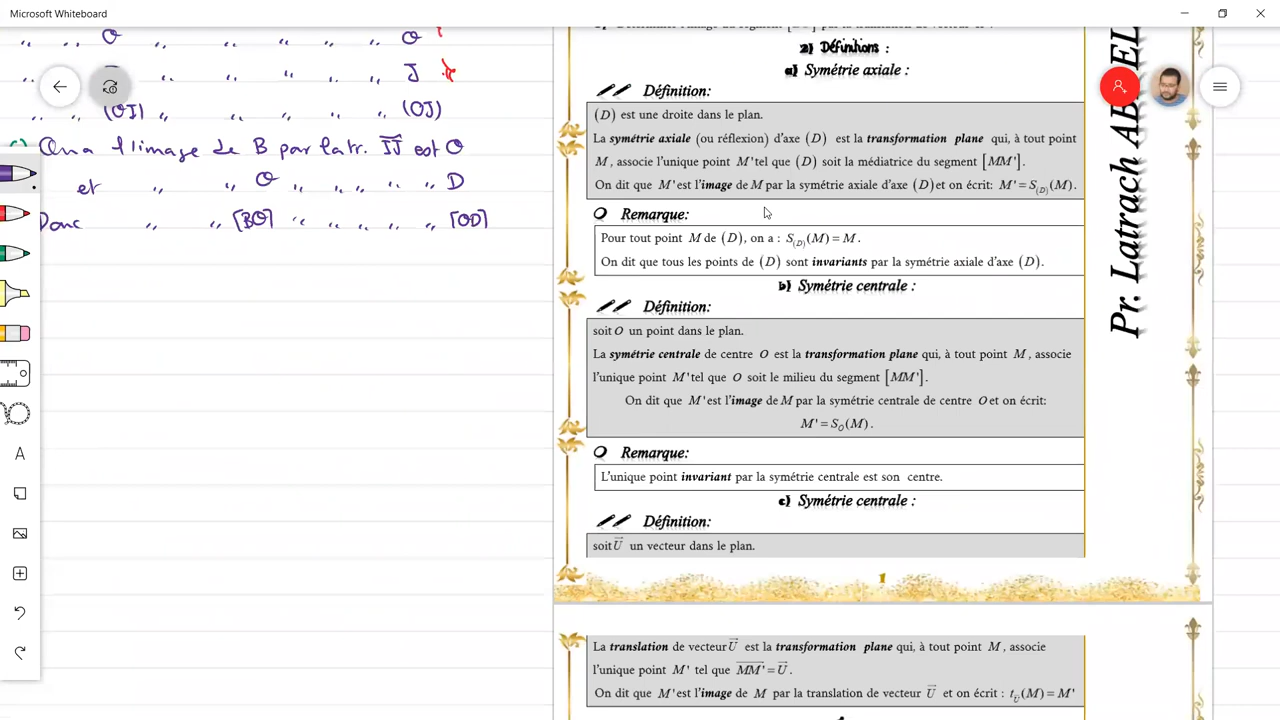 Microsoft Whiteboard
,, ,, O ,, ,, ,, ,, ,, O
,, ,, ,, ,, ,, ,, J
(OI) ,, ,, ,, ,, (OJ)
On a l'image de B par la tr. IJ est O
et ,, ,, O ,, ,, ,, ,, D
Donc ,, ,, [BO] ,, ,, ,, ,, ,, [OD]
2) Définitions :
a) Symétrie axiale :
Définition:
(D) est une droite dans le plan.
La symétrie axiale (ou réflexion) d'axe (D) est la transformation plane qui, à tout point
M, associe l'unique point M' tel que (D) soit la médiatrice du segment [MM'].
On dit que M' est l'image de M par la symétrie axiale d'axe (D) et on écrit: M' = S(D)(M).
Remarque:
Pour tout point M de (D), on a : S(D)(M) = M.
On dit que tous les points de (D) sont invariants par la symétrie axiale d'axe (D).
b) Symétrie centrale :
Définition:
soit O un point dans le plan.
La symétrie centrale de centre O est la transformation plane qui, à tout point M, associe
l'unique point M' tel que O soit le milieu du segment [MM'].
On dit que M' est l'image de M par la symétrie centrale de centre O et on écrit:
M' = SO(M).
Remarque:
L'unique point invariant par la symétrie centrale est son centre.
c) Symétrie centrale :
Définition:
soit U un vecteur dans le plan.
1
La translation de vecteur U est la transformation plane qui, à tout point M, associe
l'unique point M' tel que MM' = U.
On dit que M' est l'image de M par la translation de vecteur U et on écrit : tU(M) = M'
Pr. Latrach
A